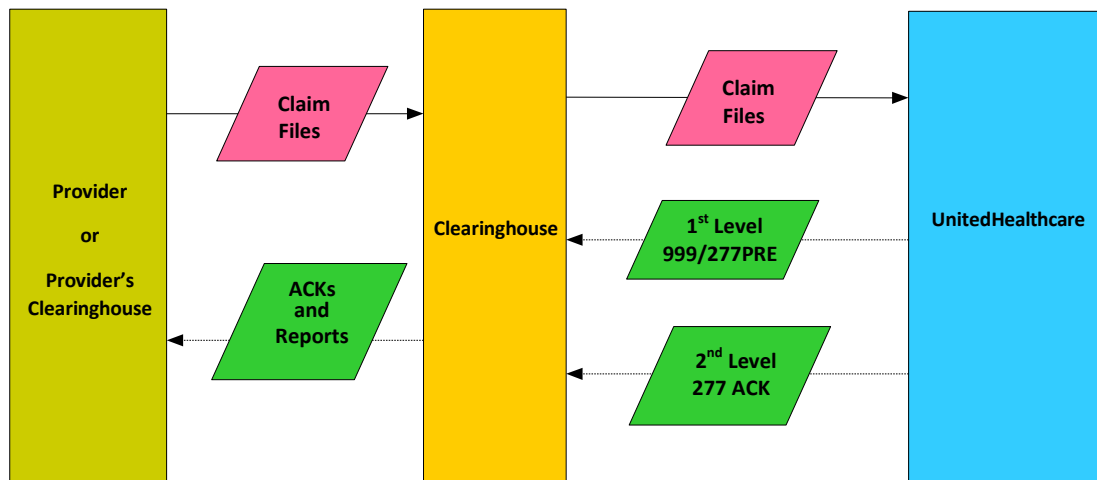 Provider
or
Provider's
Clearinghouse
Claim
Files
ACKs
and
Reports
Clearinghouse
Claim
Files
1st Level
999/277PRE
2nd Level
277 ACK
UnitedHealthcare